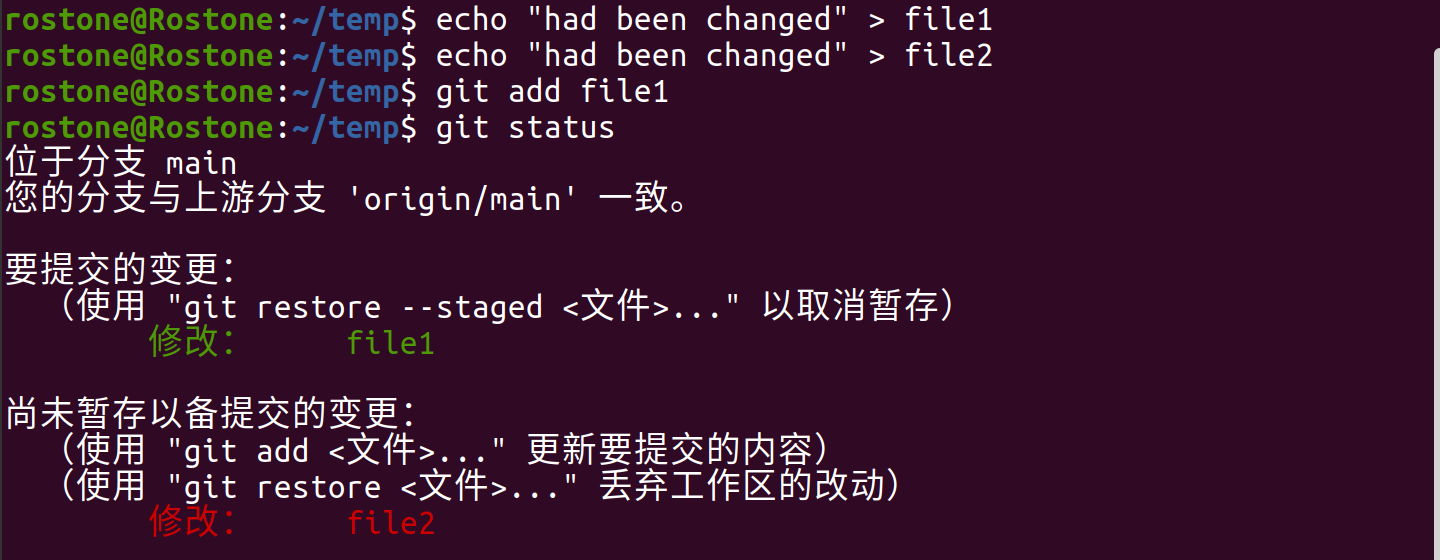 rostone@Rostone:~/temp$ echo "had been changed" > file1
rostone@Rostone:~/temp$ echo "had been changed" > file2
rostone@Rostone:~/temp$ git add file1
rostone@Rostone:~/temp$ git status
位于分支 main
您的分支与上游分支 'origin/main' 一致。
要提交的变更：
（使用 "git restore --staged <文件>..." 以取消暂存）
修改： file1
尚未暂存以备提交的变更：
（使用 "git add <文件>..." 更新要提交的内容）
（使用 "git restore <文件>..." 丢弃工作区的改动）
修改： file2